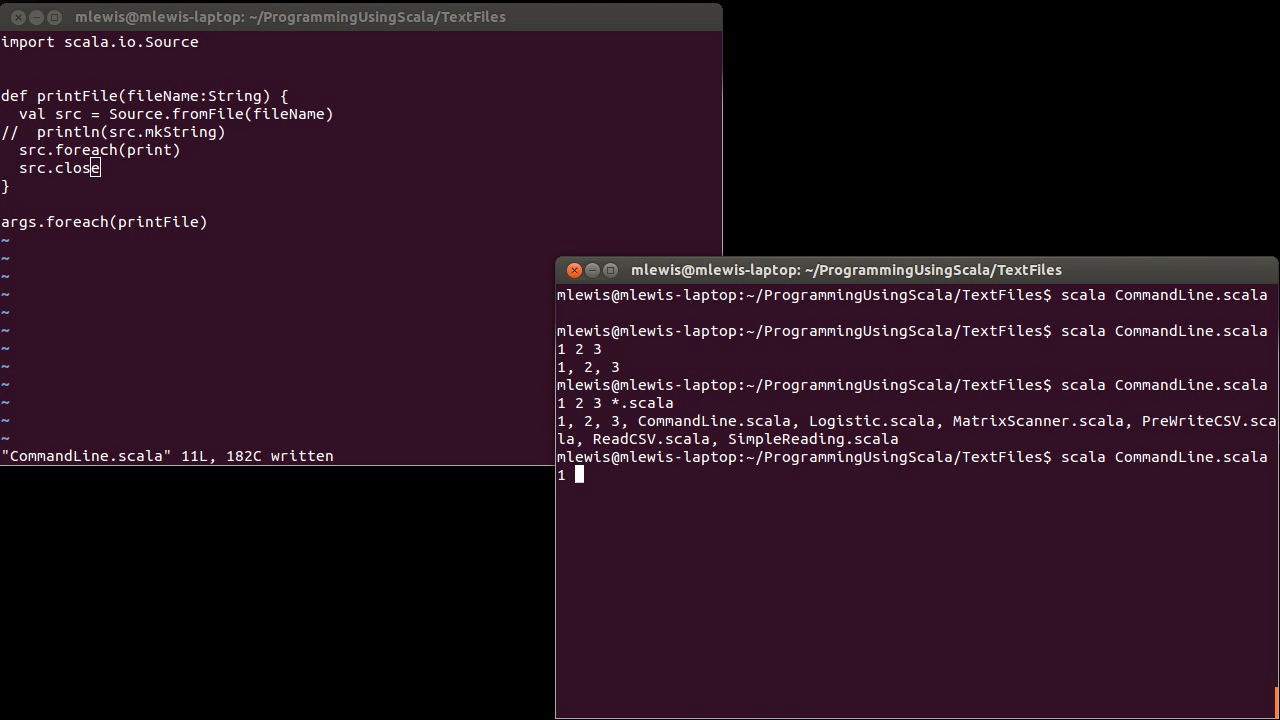 mlewis@mlewis-laptop: ~/ProgrammingUsingScala/TextFiles
import scala.io.Source
def printFile(fileName:String) {
  val src = Source.fromFile(fileName)
//  println(src.mkString)
  src.foreach(print)
  src.close
}
args.foreach(printFile)
~
~
~
~
~
~
~
~
~
~
~
~
"CommandLine.scala" 11L, 182C written
mlewis@mlewis-laptop: ~/ProgrammingUsingScala/TextFiles
mlewis@mlewis-laptop:~/ProgrammingUsingScala/TextFiles$ scala CommandLine.scala
mlewis@mlewis-laptop:~/ProgrammingUsingScala/TextFiles$ scala CommandLine.scala
1 2 3
1, 2, 3
mlewis@mlewis-laptop:~/ProgrammingUsingScala/TextFiles$ scala CommandLine.scala
1 2 3 *.scala
1, 2, 3, CommandLine.scala, Logistic.scala, MatrixScanner.scala, PreWriteCSV.sca
la, ReadCSV.scala, SimpleReading.scala
mlewis@mlewis-laptop:~/ProgrammingUsingScala/TextFiles$ scala CommandLine.scala
1